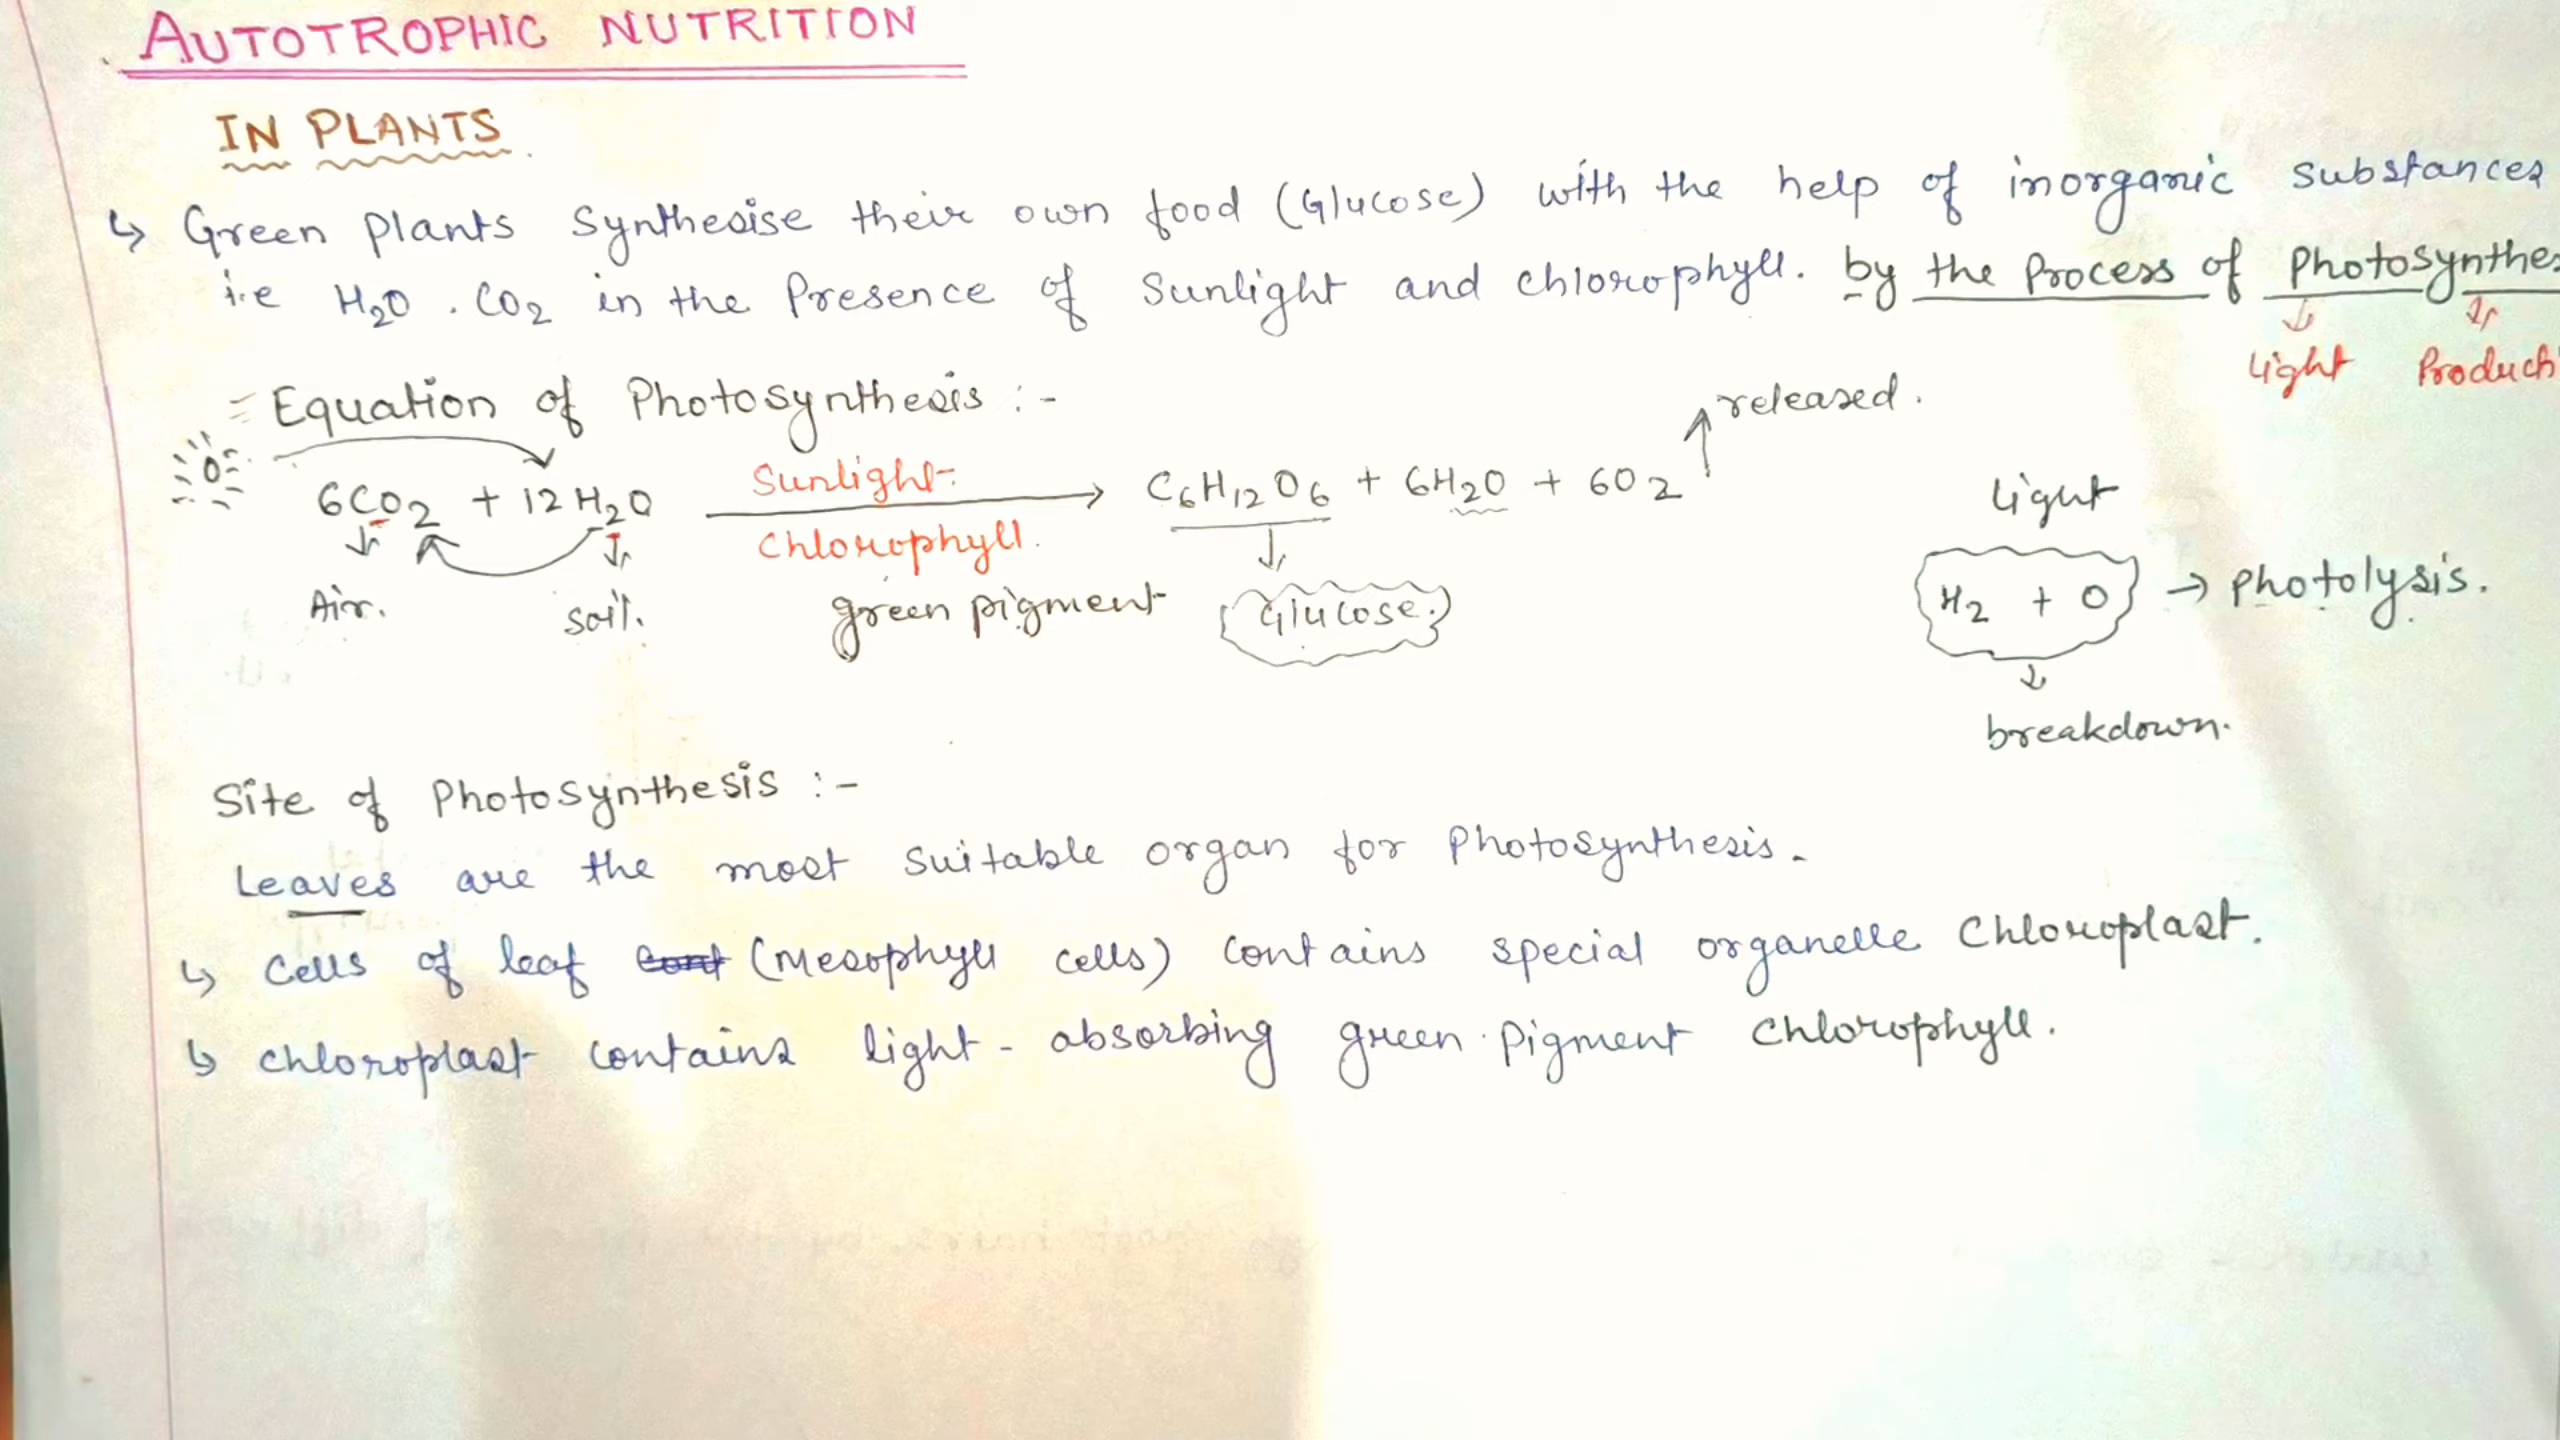 AUTOTROPHIC NUTRITION
IN PLANTS
↳ Green plants synthesise their own food (Glucose) with the help of inorganic substances
i.e H₂O . CO₂ in the Presence of Sunlight and chlorophyll. by the Process of Photosynthes
light Product
= Equation of Photosynthesis :-
released.
6CO₂ + 12H₂O Sunlight → C₆H₁₂O₆ + 6H₂O + 6O₂ ↑
Chlorophyll.
Air. soil. green pigment Glucose.
light
H₂ + O → Photolysis.
breakdown.
Site of Photosynthesis :-
Leaves are the most suitable organ for Photosynthesis.
↳ Cells of leaf (Mesophyll cells) contains special organelle Chloroplast.
↳ chloroplast contains light - absorbing green pigment chlorophyll.